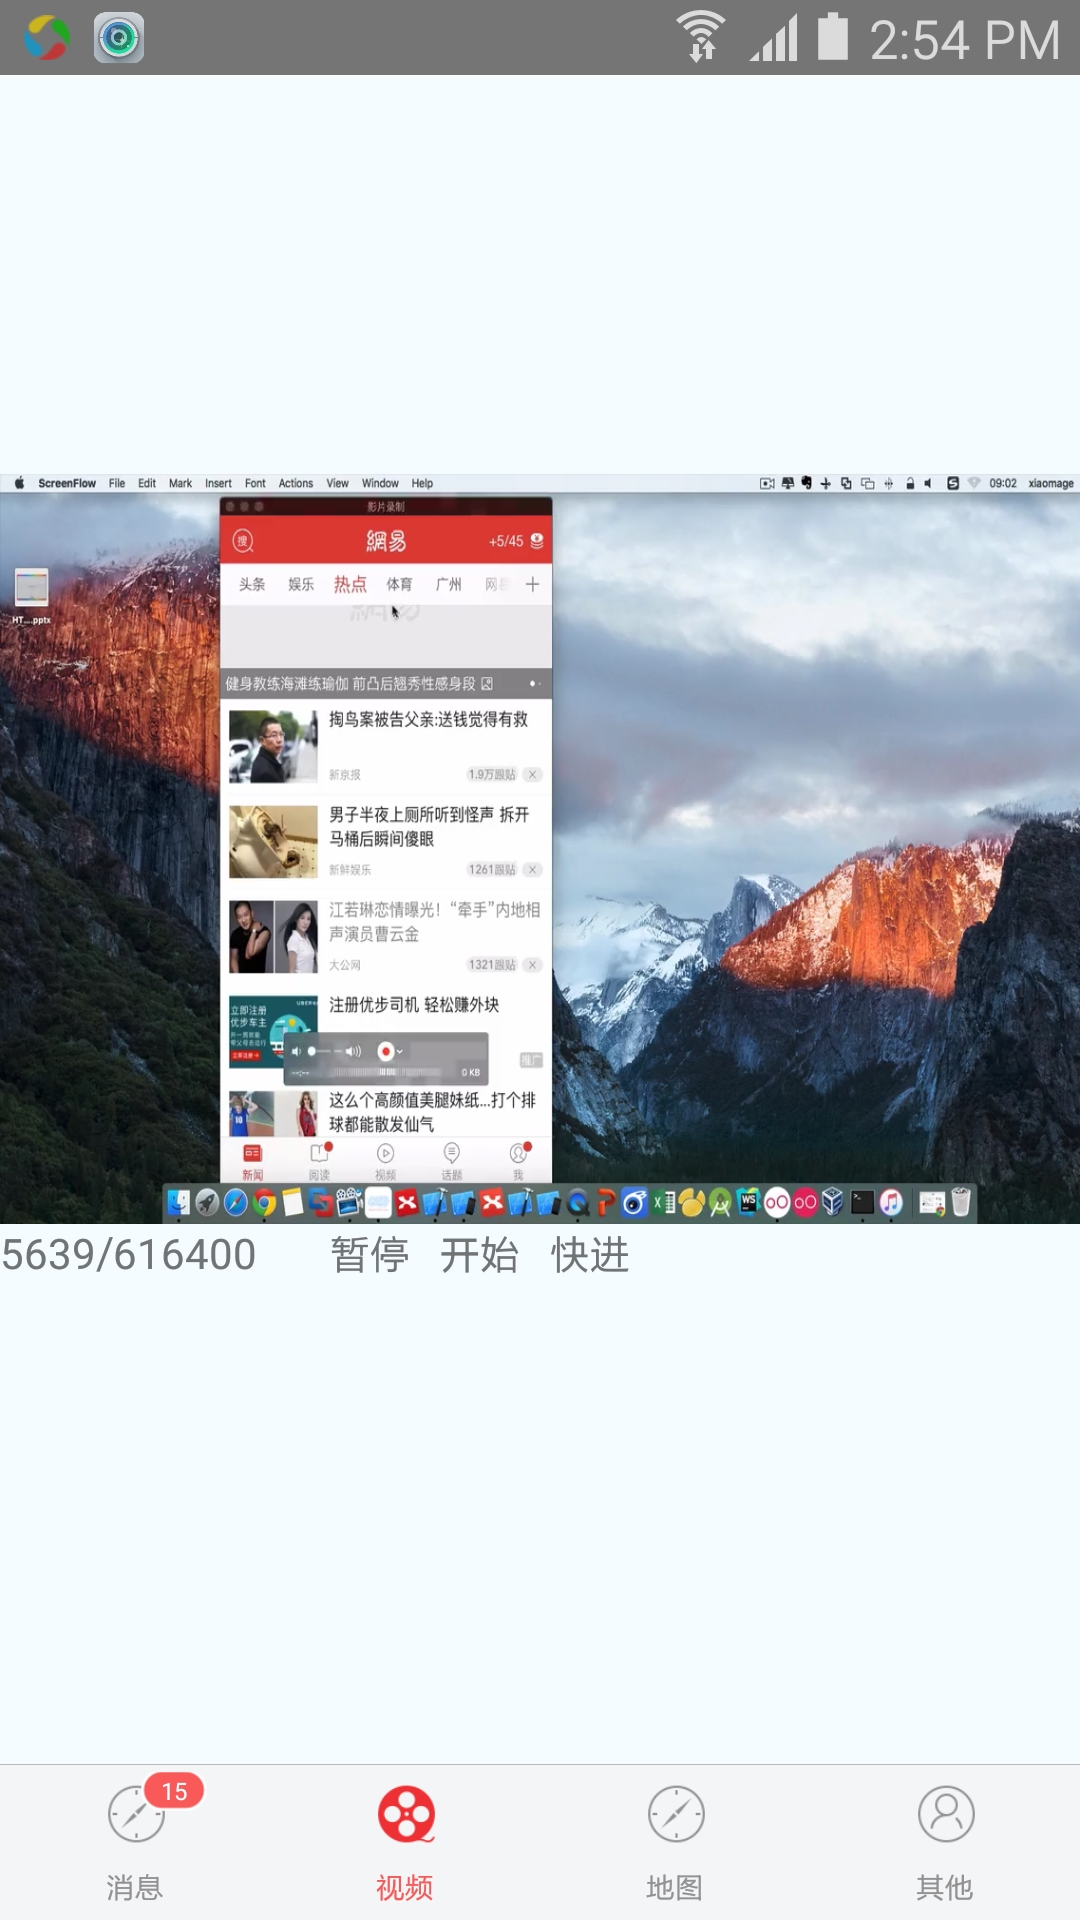 2:54 PM
ScreenFlow File Edit Mark Insert Font Actions View Window Help 09:02 xiaomage
影片录制
搜 網易 +5/45
头条 娱乐 热点 体育 广州
HT....pptx
健身教练海滩练瑜伽 前凸后翘秀性感身段
掏鸟案被告父亲:送钱觉得有救
新京报 1.9万跟贴
男子半夜上厕所听到怪声 拆开
马桶后瞬间傻眼
新鲜娱乐 1261跟贴
江若琳恋情曝光！“牵手”内地相
声演员曹云金
大公网 1321跟贴
注册优步司机 轻松赚外块
立即注册
优步车主
推广
0 KB
这么个高颜值美腿妹纸...打个排
球都能散发仙气
新闻 阅读 视频 话题 我
WS
5639/616400 暂停 开始 快进
15
消息 视频 地图 其他